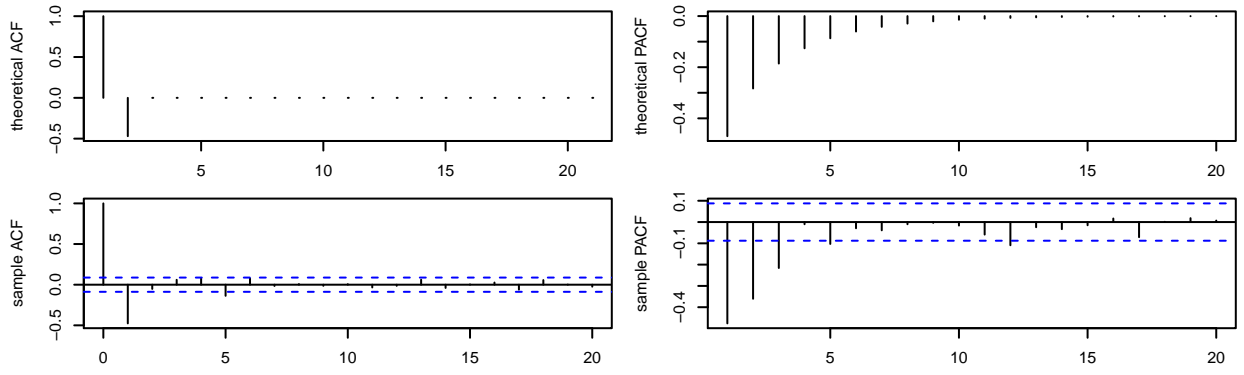 theoretical ACF
−0.5 0.0 0.5 1.0
5 10 15 20
theoretical PACF
−0.4 −0.2 0.0
5 10 15 20
sample ACF
−0.5 0.0 0.5 1.0
0 5 10 15 20
sample PACF
−0.4 −0.1 0.1
5 10 15 20